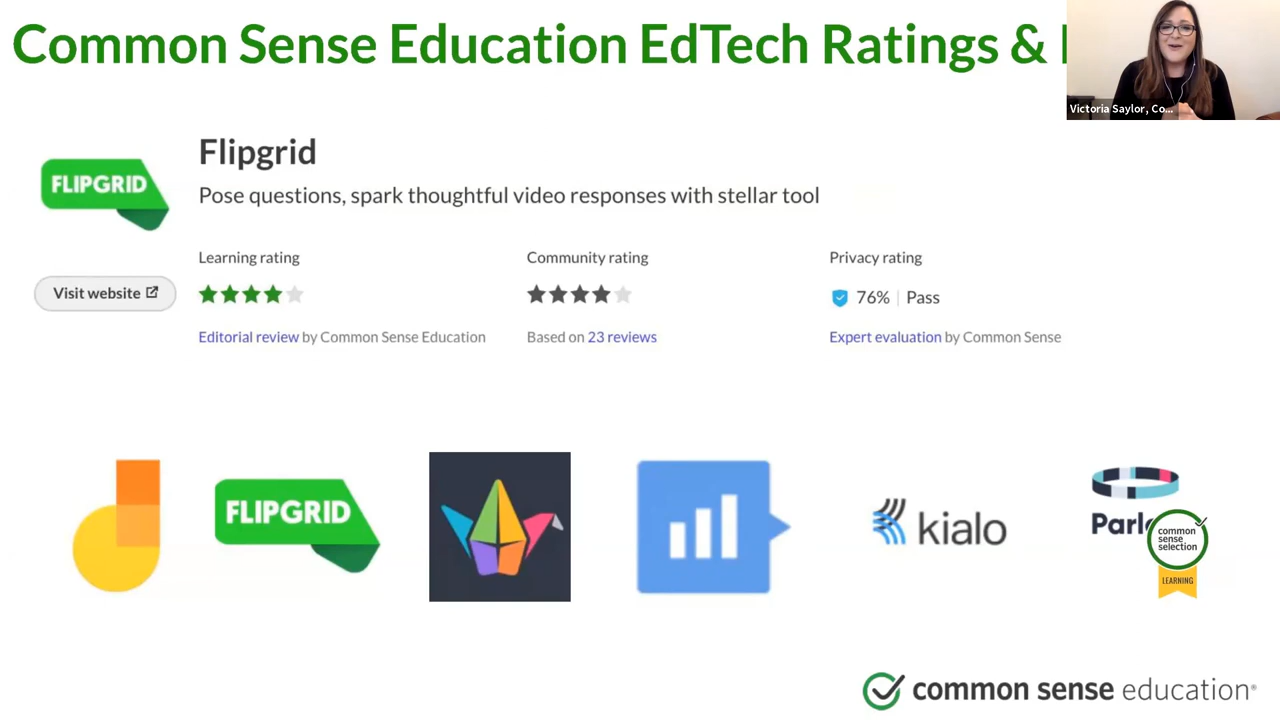 Common Sense Education EdTech Ratings &
Victoria Saylor, Co...
FLIPGRID
Flipgrid
Pose questions, spark thoughtful video responses with stellar tool
Visit website
Learning rating
Editorial review by Common Sense Education
Community rating
Based on 23 reviews
Privacy rating
76% | Pass
Expert evaluation by Common Sense
FLIPGRID
kialo
Parl
common
sense
selection
LEARNING
common sense education®